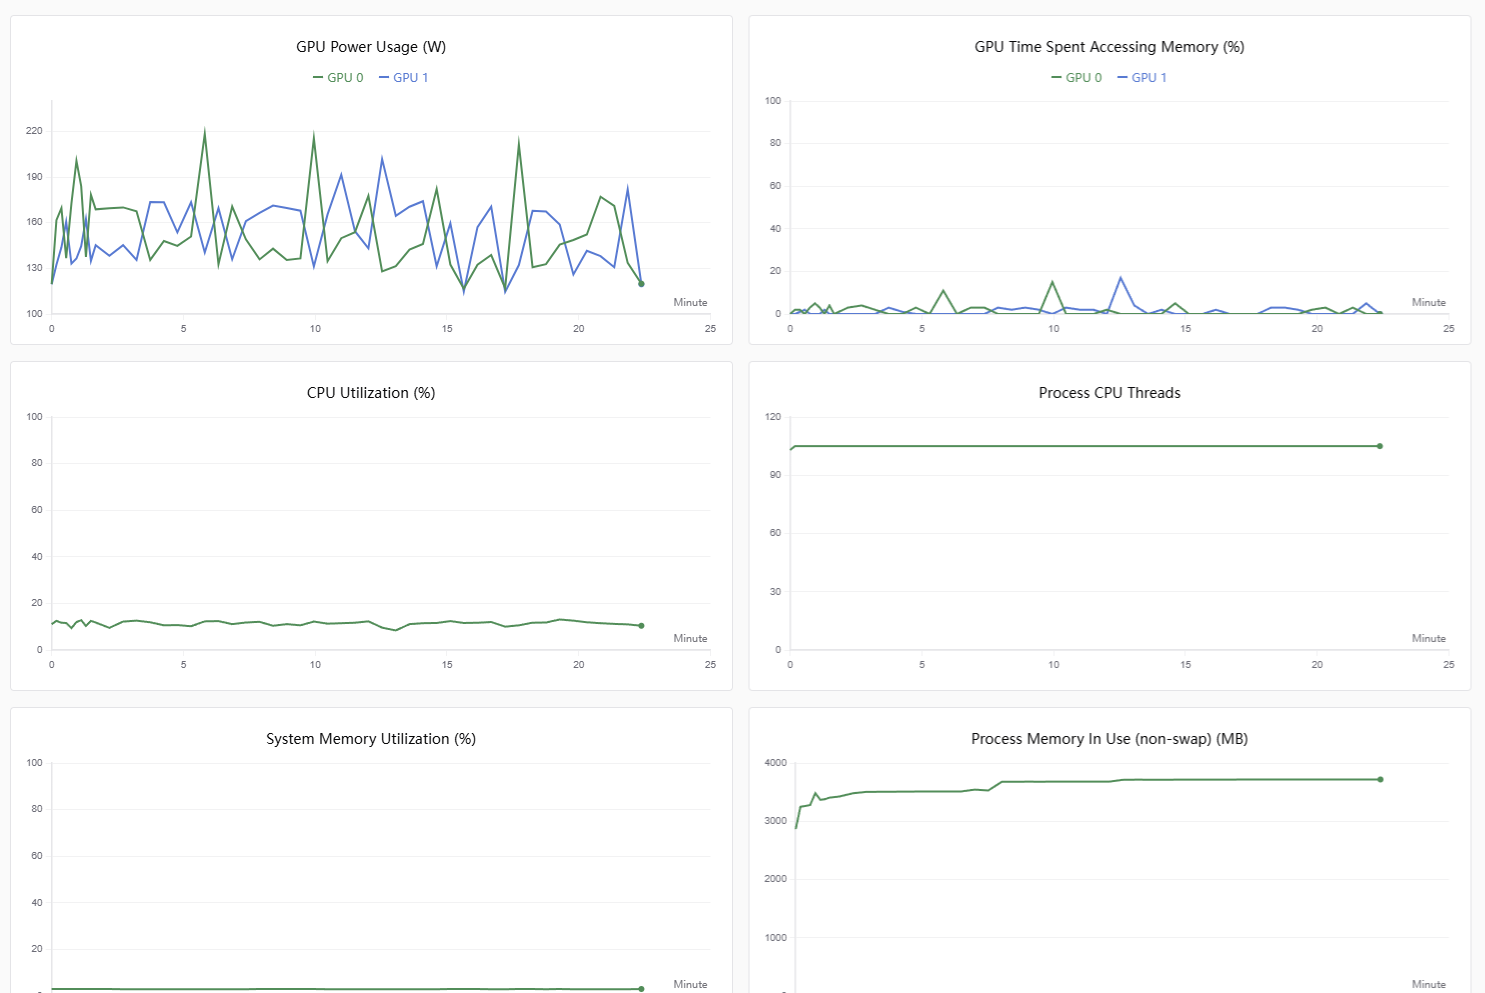 GPU Power Usage (W)
GPU 0 GPU 1
220
190
160
130
100
Minute
0 5 10 15 20 25
GPU Time Spent Accessing Memory (%)
GPU 0 GPU 1
100
80
60
40
20
0
Minute
0 5 10 15 20 25
CPU Utilization (%)
100
80
60
40
20
0
Minute
0 5 10 15 20 25
Process CPU Threads
120
90
60
30
0
Minute
0 5 10 15 20 25
System Memory Utilization (%)
100
80
60
40
20
Minute
Process Memory In Use (non-swap) (MB)
4000
3000
2000
1000
Minute